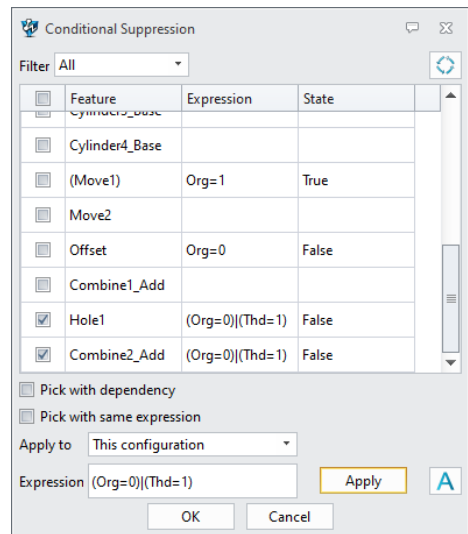 Conditional Suppression
Filter All
Feature Expression State
Cylinder3_Base
Cylinder4_Base
(Move1) Org=1 True
Move2
Offset Org=0 False
Combine1_Add
Hole1 (Org=0)|(Thd=1) False
Combine2_Add (Org=0)|(Thd=1) False
Pick with dependency
Pick with same expression
Apply to This configuration
Expression (Org=0)|(Thd=1) Apply A
OK Cancel